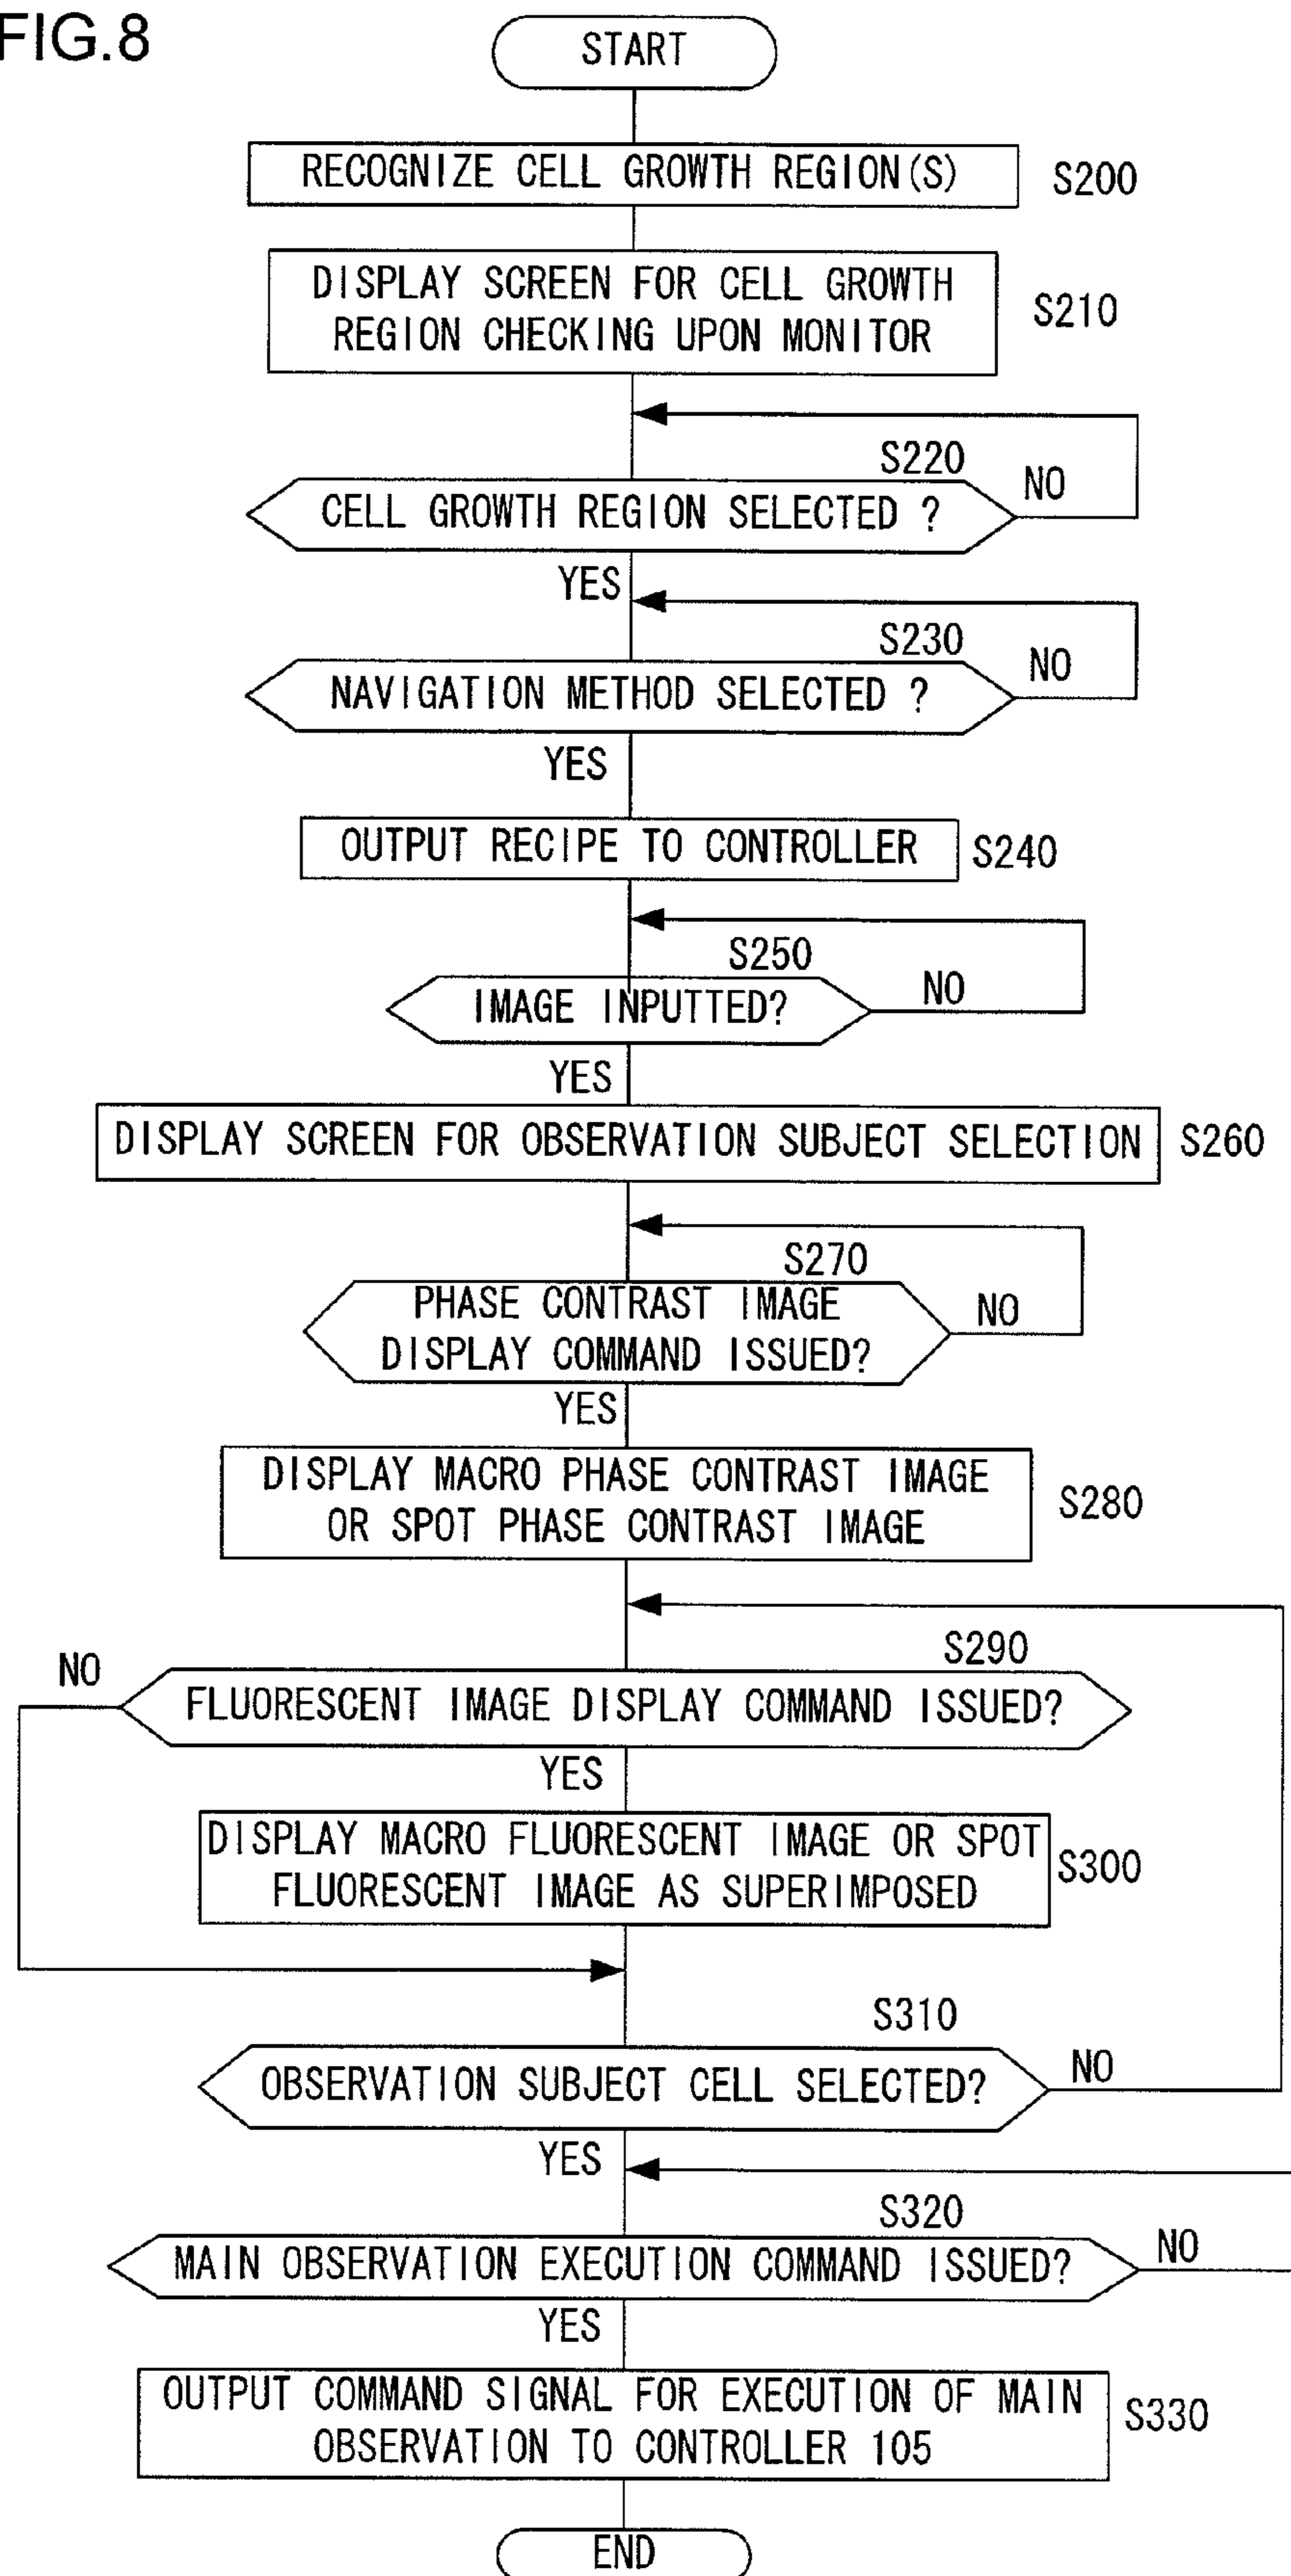 FIG.8
START
RECOGNIZE CELL GROWTH REGION(S)
S200
DISPLAY SCREEN FOR CELL GROWTH
REGION CHECKING UPON MONITOR
S210
S220
NO
CELL GROWTH REGION SELECTED ?
YES
S230
NO
NAVIGATION METHOD SELECTED ?
YES
OUTPUT RECIPE TO CONTROLLER
S240
S250
NO
IMAGE INPUTTED?
YES
DISPLAY SCREEN FOR OBSERVATION SUBJECT SELECTION
S260
S270
PHASE CONTRAST IMAGE
DISPLAY COMMAND ISSUED?
NO
YES
DISPLAY MACRO PHASE CONTRAST IMAGE
OR SPOT PHASE CONTRAST IMAGE
S280
S290
NO
FLUORESCENT IMAGE DISPLAY COMMAND ISSUED?
YES
DISPLAY MACRO FLUORESCENT IMAGE OR SPOT
FLUORESCENT IMAGE AS SUPERIMPOSED
S300
S310
OBSERVATION SUBJECT CELL SELECTED?
NO
YES
S320
MAIN OBSERVATION EXECUTION COMMAND ISSUED?
NO
YES
OUTPUT COMMAND SIGNAL FOR EXECUTION OF MAIN
OBSERVATION TO CONTROLLER 105
S330
END